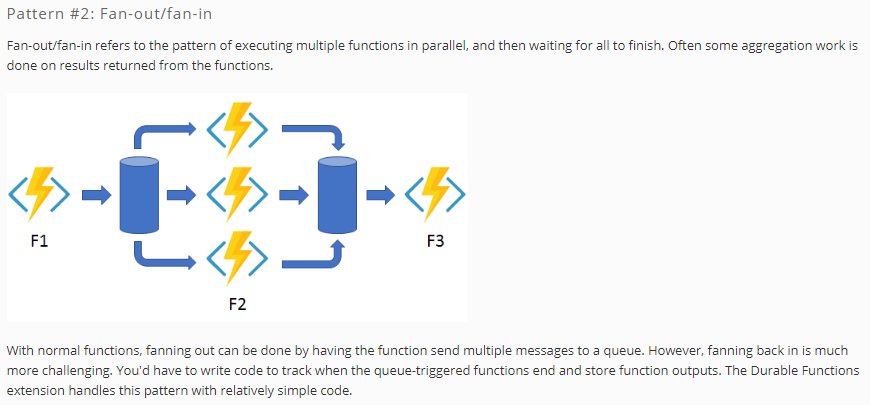 Pattern #2: Fan-out/fan-in
Fan-out/fan-in refers to the pattern of executing multiple functions in parallel, and then waiting for all to finish. Often some aggregation work is
done on results returned from the functions.
F1
F3
F2
With normal functions, fanning out can be done by having the function send multiple messages to a queue. However, fanning back in is much
more challenging. You'd have to write code to track when the queue-triggered functions end and store function outputs. The Durable Functions
extension handles this pattern with relatively simple code.